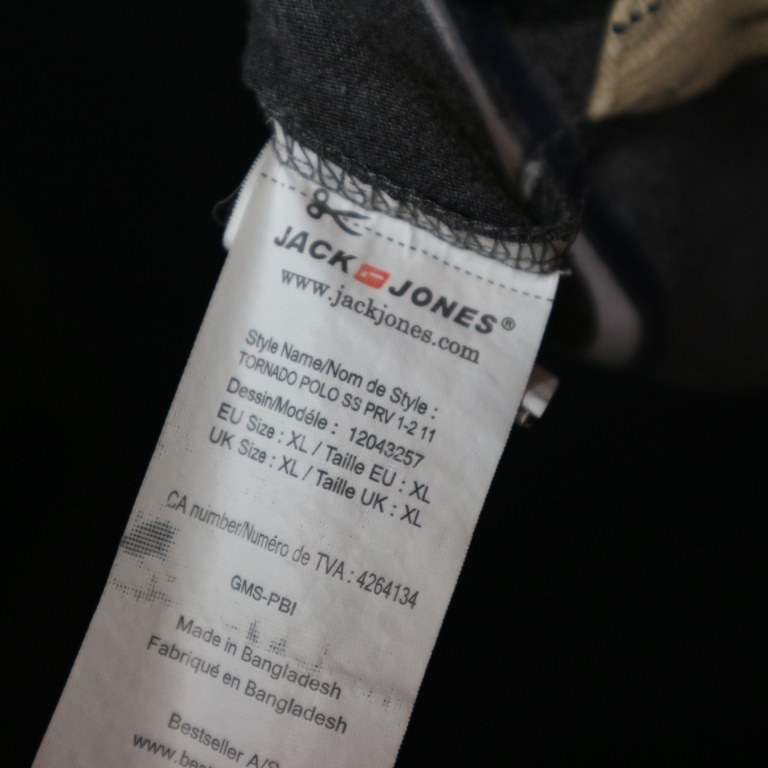 JACK JONES®
www.jackjones.com
Style Name/Nom de Style :
TORNADO POLO SS PRV 1-2 11
Dessin/Modéle : 12043257
EU Size : XL / Taille EU : XL
UK Size : XL / Taille UK : XL
CA number/Numéro de TVA : 4264134
GMS-PBI
Made in Bangladesh
Fabriqué en Bangladesh
Bestseller A/S